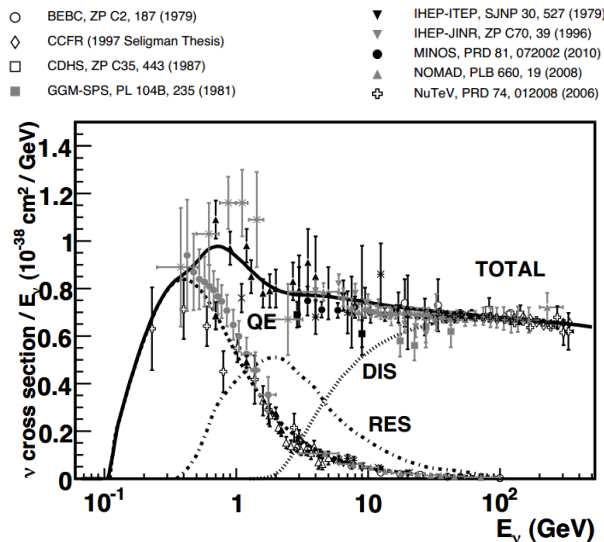 BEBC, ZP C2, 187 (1979)
CCFR (1997 Seligman Thesis)
CDHS, ZP C35, 443 (1987)
GGM-SPS, PL 104B, 235 (1981)
IHEP-ITEP, SJNP 30, 527 (1979)
IHEP-JINR, ZP C70, 39 (1996)
MINOS, PRD 81, 072002 (2010)
NOMAD, PLB 660, 19 (2008)
NuTeV, PRD 74, 012008 (2006)
ν cross section / Eν (10⁻³⁸ cm² / GeV)
1.4
1.2
1
0.8
0.6
0.4
0.2
0
TOTAL
QE
DIS
RES
10⁻¹
1
10
10²
Eν (GeV)